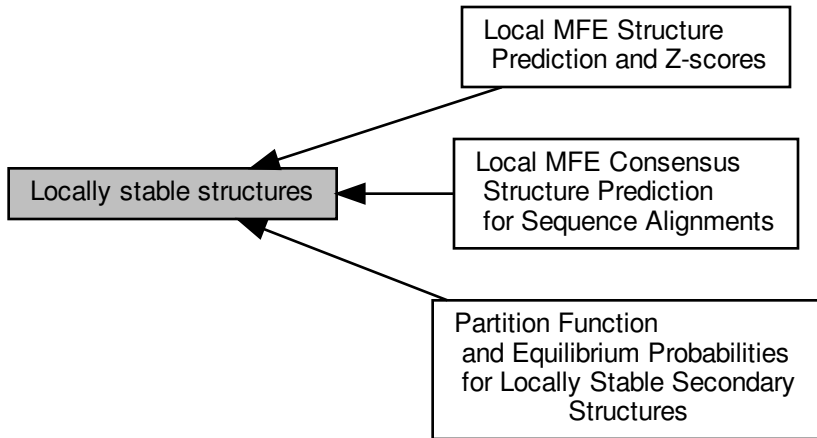 Local MFE Structure
Prediction and Z-scores
Locally stable structures
Local MFE Consensus
Structure Prediction
for Sequence Alignments
Partition Function
and Equilibrium Probabilities
for Locally Stable Secondary
Structures